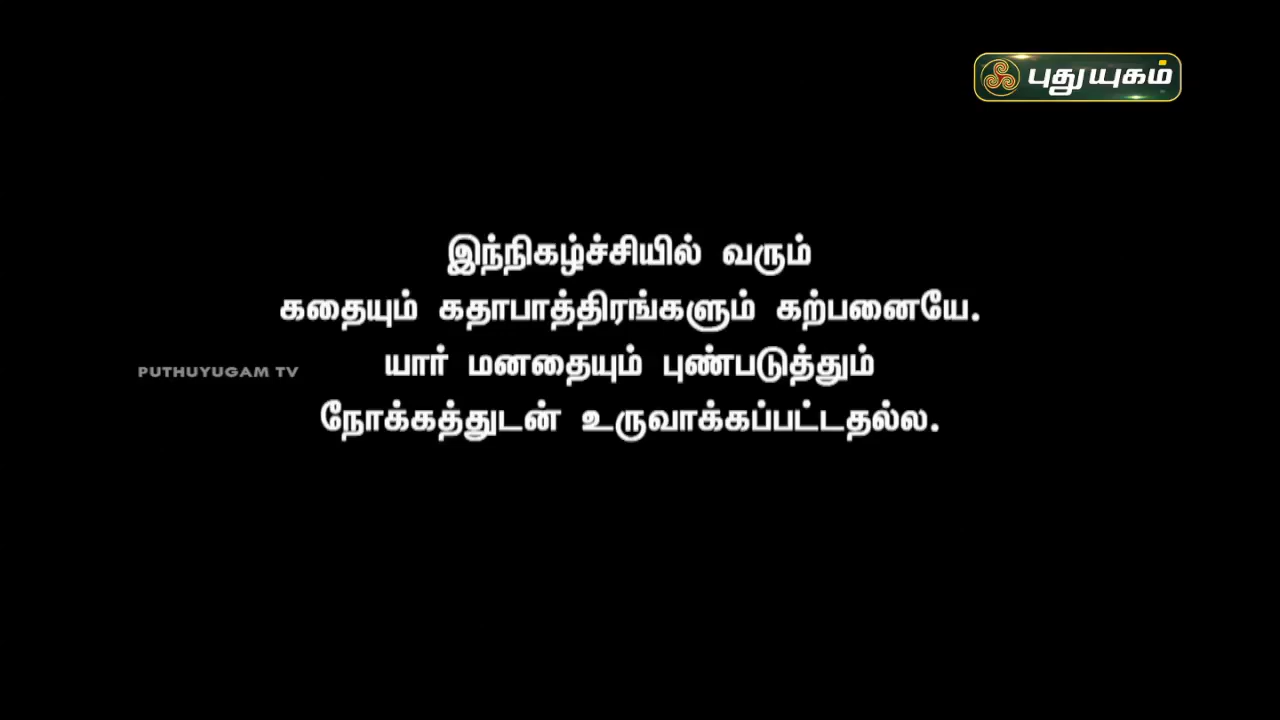 புதுயுகம்
இந்நிகழ்ச்சியில் வரும்
கதையும் கதாபாத்திரங்களும் கற்பனையே.
யார் மனதையும் புண்படுத்தும்
PUTHUYUGAM TV
நோக்கத்துடன் உருவாக்கப்பட்டதல்ல.